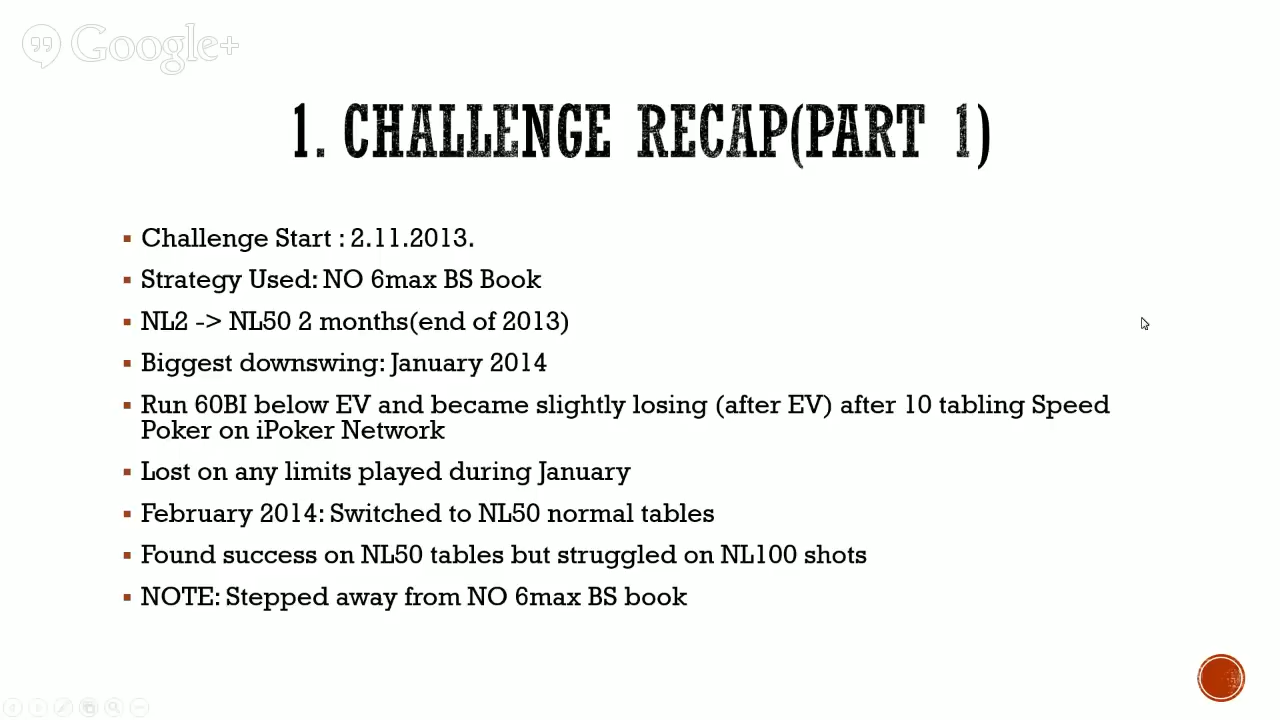 Google+
1. CHALLENGE RECAP(PART 1)
Challenge Start : 2.11.2013.
Strategy Used: NO 6max BS Book
NL2 -> NL50 2 months(end of 2013)
Biggest downswing: January 2014
Run 60BI below EV and became slightly losing (after EV) after 10 tabling Speed
Poker on iPoker Network
Lost on any limits played during January
February 2014: Switched to NL50 normal tables
Found success on NL50 tables but struggled on NL100 shots
NOTE: Stepped away from NO 6max BS book